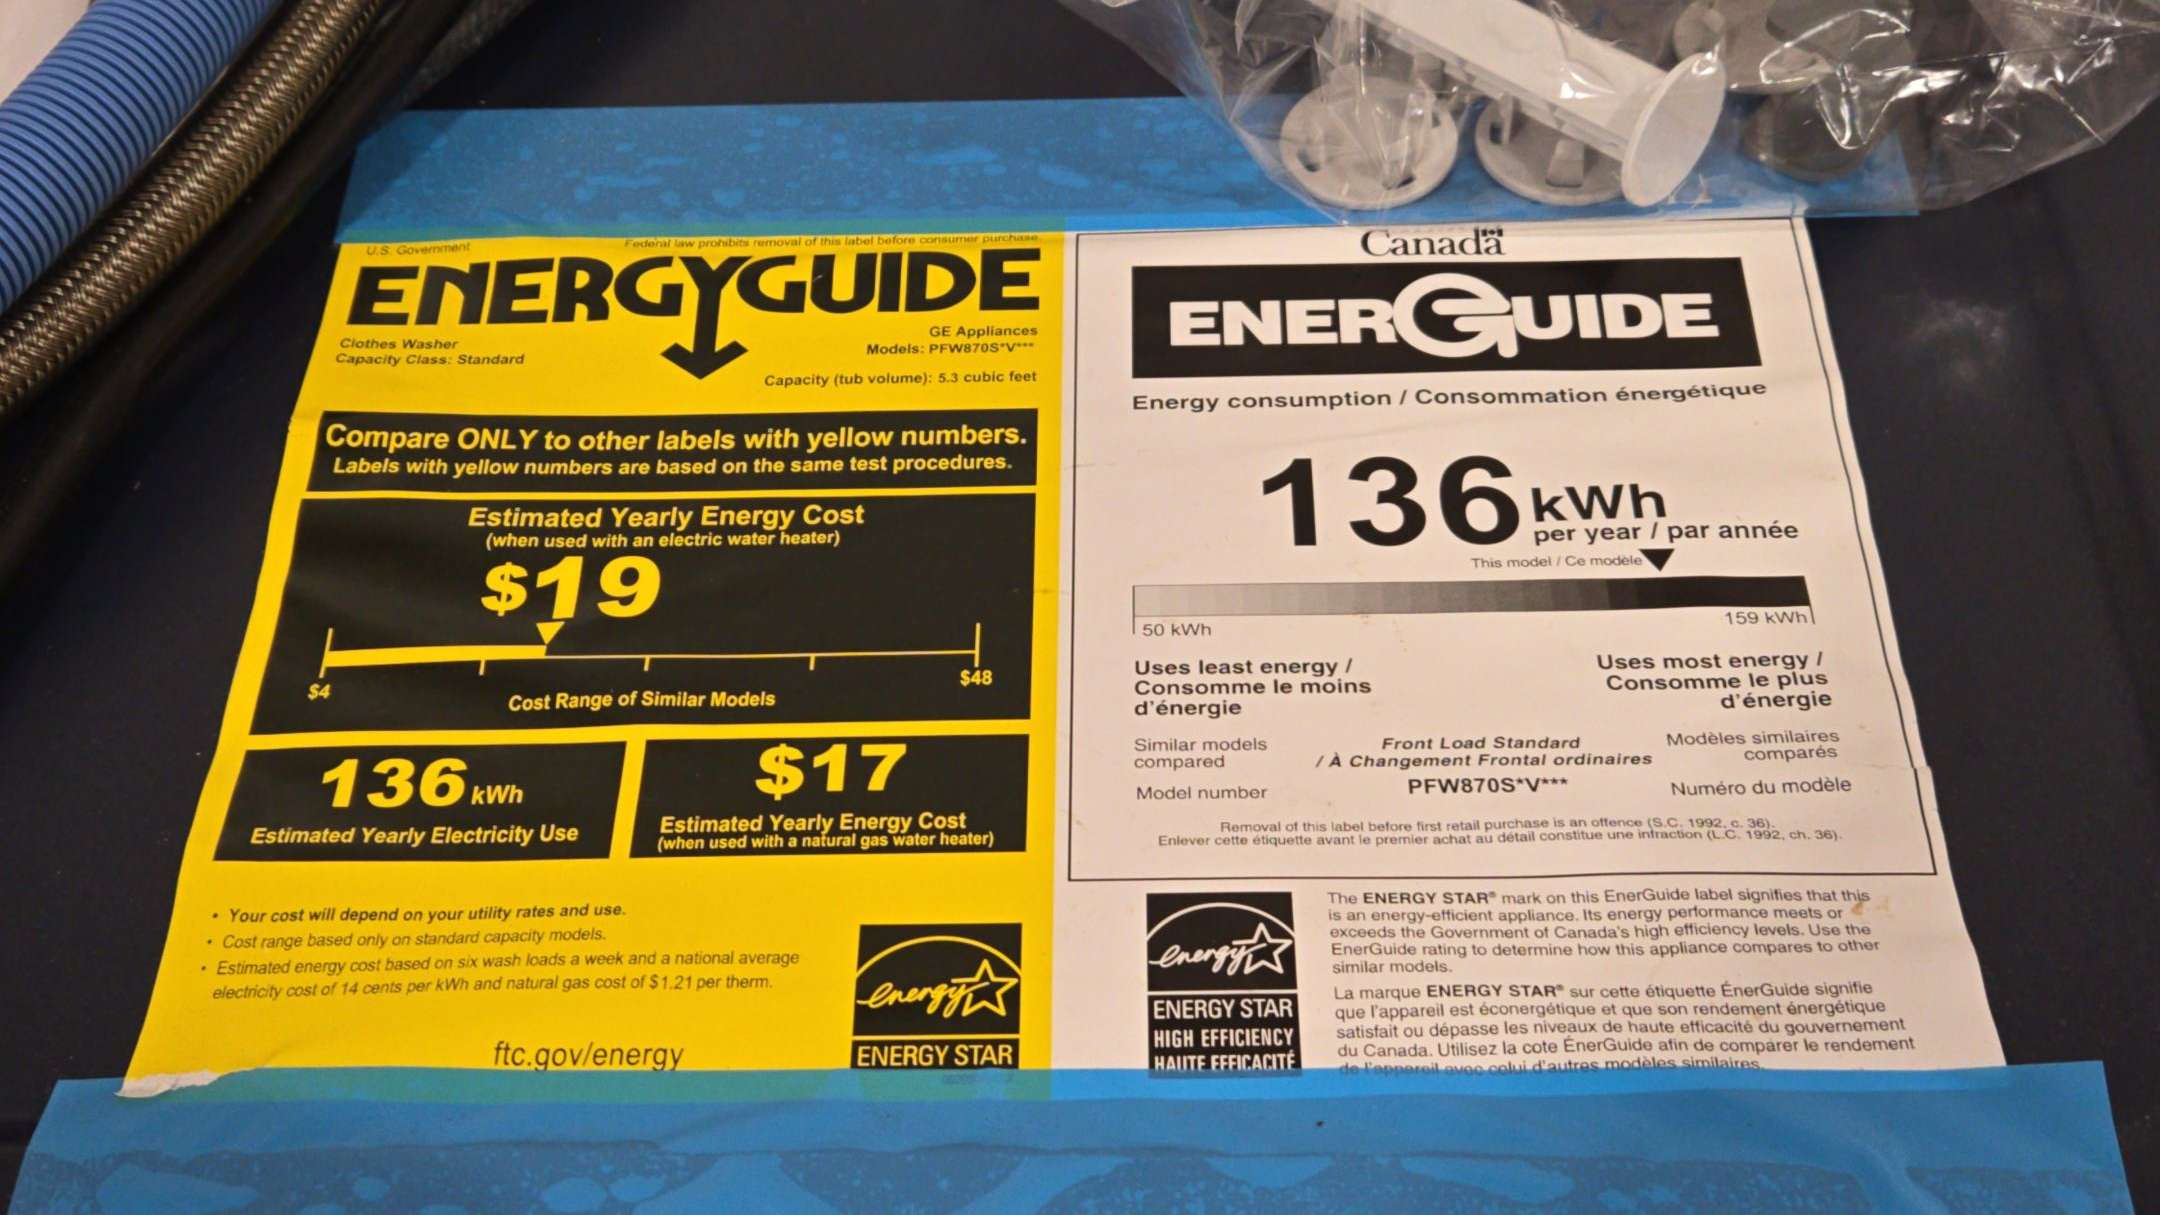 U.S. Government
Federal law prohibits removal of this label before consumer purchase.
ENERGYGUIDE
Clothes Washer
Capacity Class: Standard
GE Appliances
Models: PFW870S*V***
Capacity (tub volume): 5.3 cubic feet
Compare ONLY to other labels with yellow numbers.
Labels with yellow numbers are based on the same test procedures.
Estimated Yearly Energy Cost
(when used with an electric water heater)
$19
$4
$48
Cost Range of Similar Models
136 kWh
Estimated Yearly Electricity Use
$17
Estimated Yearly Energy Cost
(when used with a natural gas water heater)
• Your cost will depend on your utility rates and use.
• Cost range based only on standard capacity models.
• Estimated energy cost based on six wash loads a week and a national average
electricity cost of 14 cents per kWh and natural gas cost of $1.21 per therm.
ftc.gov/energy
energy
ENERGY STAR
Canada
ENERGUIDE
Energy consumption / Consommation énergétique
136 kWh
per year / par année
This model / Ce modèle
50 kWh
159 kWh
Uses least energy /
Consomme le moins
d'énergie
Uses most energy /
Consomme le plus
d'énergie
Similar models
compared
Front Load Standard
/ À Changement Frontal ordinaires
Modèles similaires
comparés
Model number
PFW870S*V***
Numéro du modèle
Removal of this label before first retail purchase is an offence (S.C. 1992, c. 36).
Enlever cette étiquette avant le premier achat au détail constitue une infraction (L.C. 1992, ch. 36).
energy
ENERGY STAR
HIGH EFFICIENCY
HAUTE EFFICACITÉ
The ENERGY STAR® mark on this EnerGuide label signifies that this
is an energy-efficient appliance. Its energy performance meets or
exceeds the Government of Canada's high efficiency levels. Use the
EnerGuide rating to determine how this appliance compares to other
similar models.
La marque ENERGY STAR® sur cette étiquette ÉnerGuide signifie
que l'appareil est éconergétique et que son rendement énergétique
satisfait ou dépasse les niveaux de haute efficacité du gouvernement
du Canada. Utilisez la cote ÉnerGuide afin de comparer le rendement
de l'appareil avec celui d'autres modèles similaires.